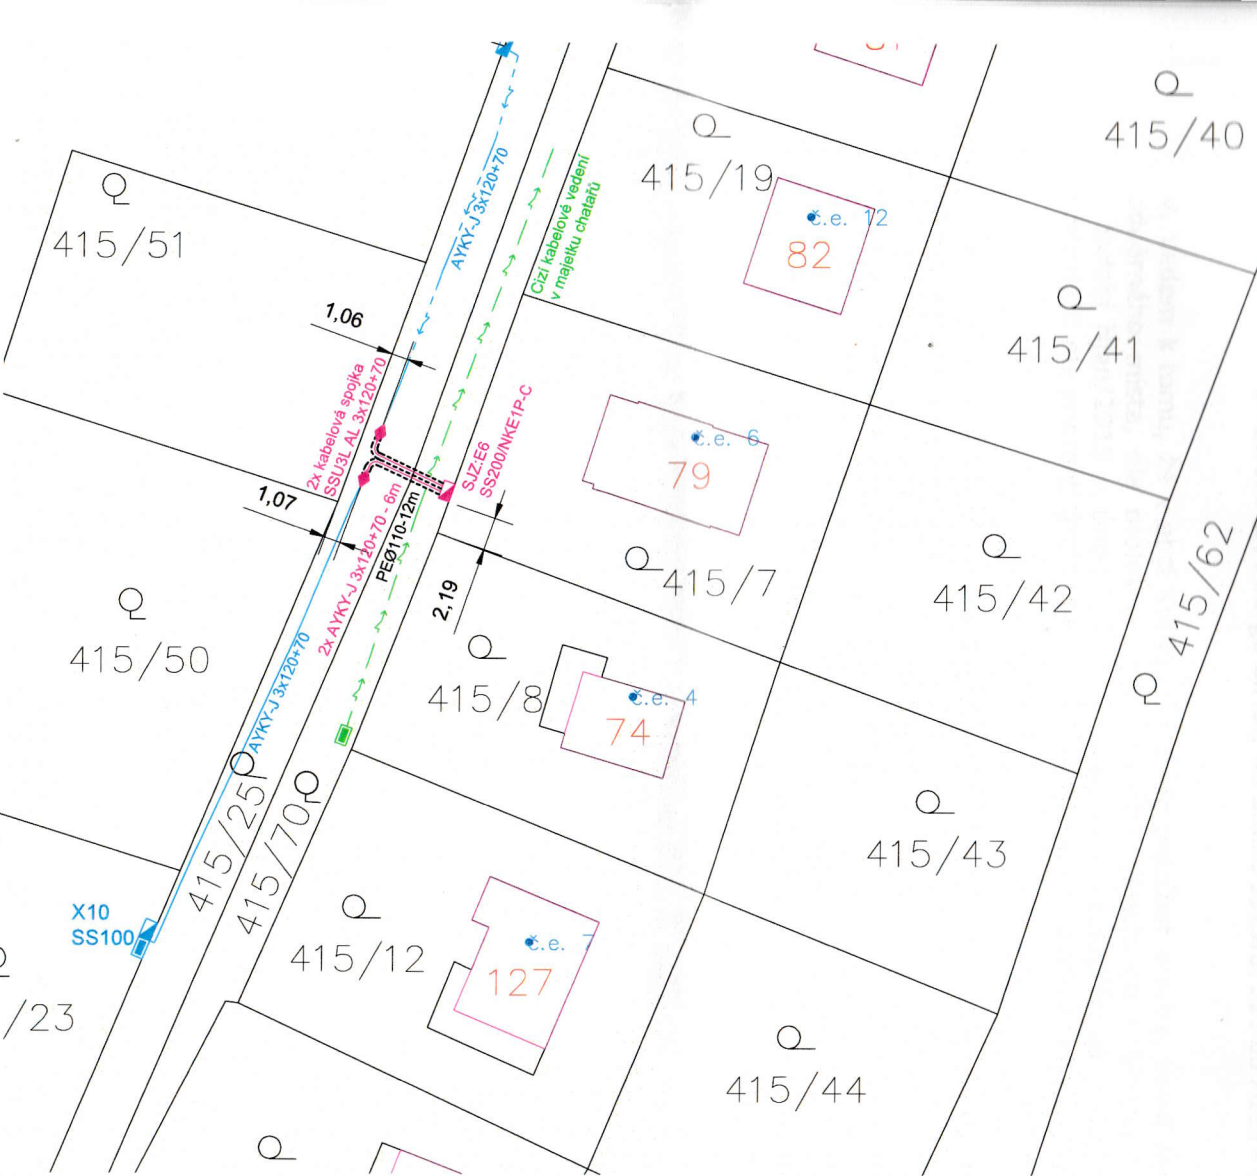 415/40
415/19
AYKY-J 3x120+70
Cizí kabelové vedení
v majetku chatařů
č.e. 12
82
415/51
1,06
415/41
2x kabelová spojka
SSU3L AL 3x120+70
SJZ:E6
SS200/NKE1P-C
č.e. 6
79
1,07
2x AYKY-J 3x120+70 - 6m
PEØ110-12m
415/7
415/42
415/62
2,19
415/50
AYKY-J 3x120+70
415/8
č.e. 4
74
415/25
415/70
415/43
X10
SS100
415/12
č.e. 7
127
/23
415/44